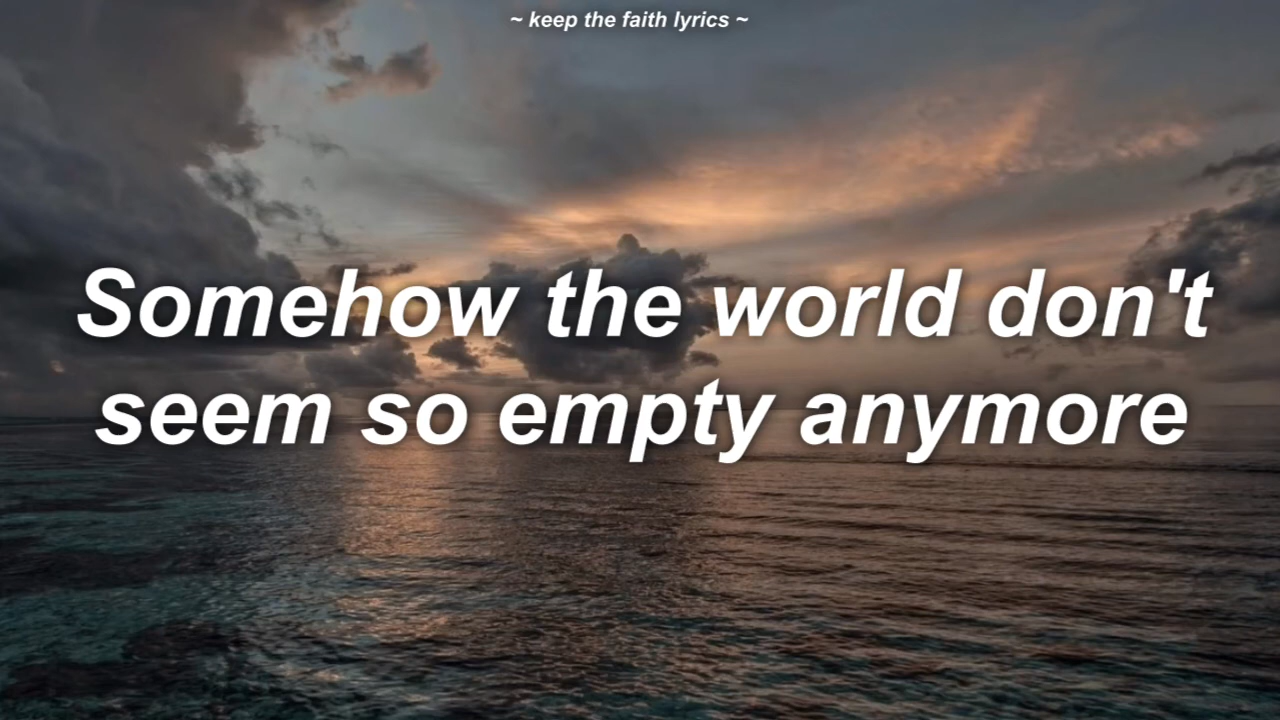 ~ keep the faith lyrics ~
Somehow the world don't
seem so empty anymore